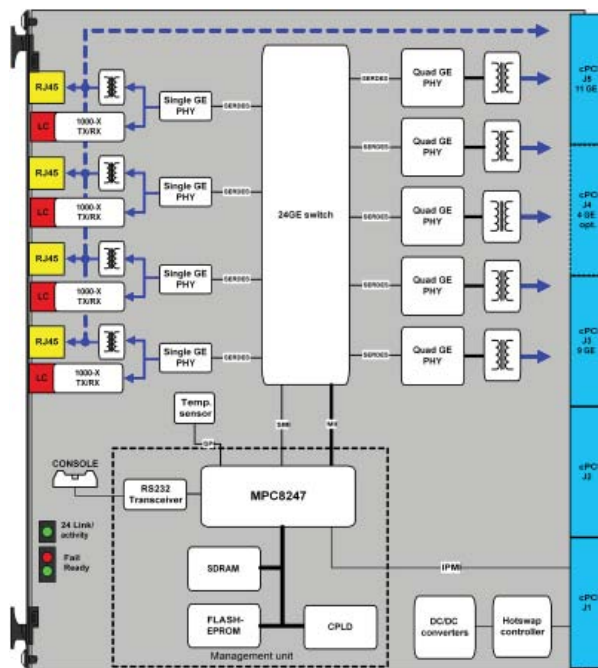 RJ45
LC
1000-X
TX/RX
Single GE
PHY
SERDES
RJ45
LC
1000-X
TX/RX
Single GE
PHY
SERDES
RJ45
LC
1000-X
TX/RX
Single GE
PHY
SERDES
RJ45
LC
1000-X
TX/RX
Single GE
PHY
SERDES
24GE switch
SERDES
Quad GE
PHY
SERDES
Quad GE
PHY
SERDES
Quad GE
PHY
SERDES
Quad GE
PHY
SERDES
Quad GE
PHY
cPCI
J5
11 GE
cPCI
J4
4 GE
opt.
cPCI
J3
9 GE
cPCI
J2
cPCI
J1
Temp.
sensor
SMI
CONSOLE
RS232
Transceiver
MPC8247
24 Link/
activity
Fail
Ready
SDRAM
FLASH-
EPROM
CPLD
Management unit
IPMI
DC/DC
converters
Hotswap
controller